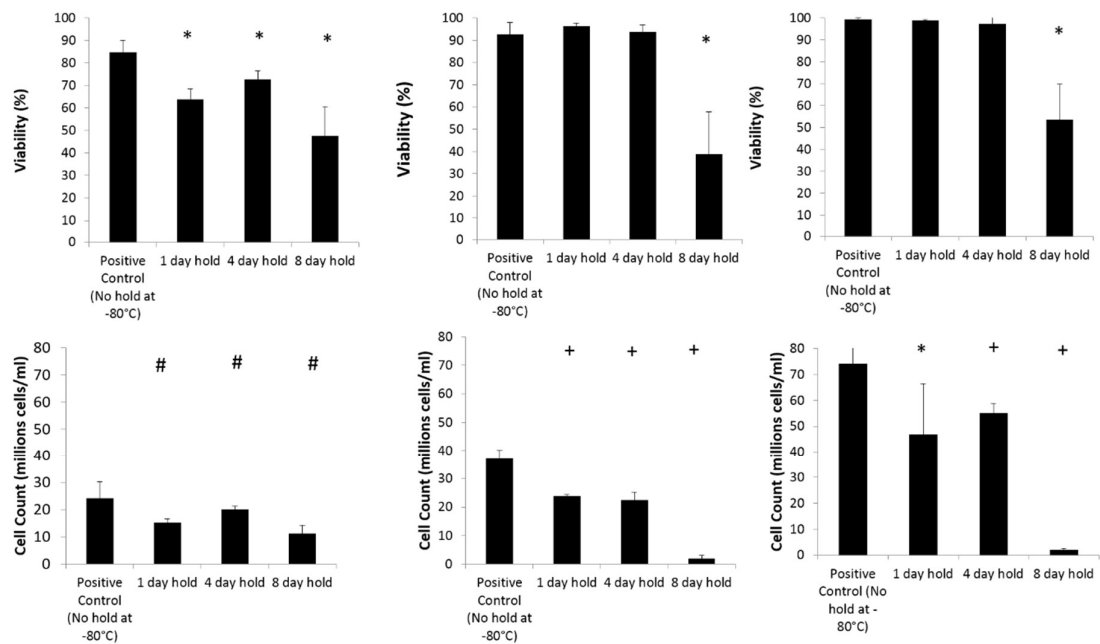 Viability (%)
100
90
80
70
60
50
40
30
20
10
0
*
*
*
Positive
Control
(No hold at
-80°C)
1 day hold
4 day hold
8 day hold
Viability (%)
100
90
80
70
60
50
40
30
20
10
0
*
Positive
Control
(No hold at
-80°C)
1 day hold
4 day hold
8 day hold
Viability (%)
100
90
80
70
60
50
40
30
20
10
0
*
Positive
Control
(No hold at
-80°C)
1 day hold
4 day hold
8 day hold
Cell Count (millions cells/ml)
80
70
60
50
40
30
20
10
0
#
#
#
Positive
Control
(No hold at
-80°C)
1 day hold
4 day hold
8 day hold
Cell Count (millions cells/ml)
80
70
60
50
40
30
20
10
0
+
+
+
Positive
Control
(No hold at
-80°C)
1 day hold
4 day hold
8 day hold
Cell Count (millions cells/ml)
80
70
60
50
40
30
20
10
0
*
+
+
Positive
Control (No
hold at -
80°C)
1 day hold
4 day hold
8 day hold